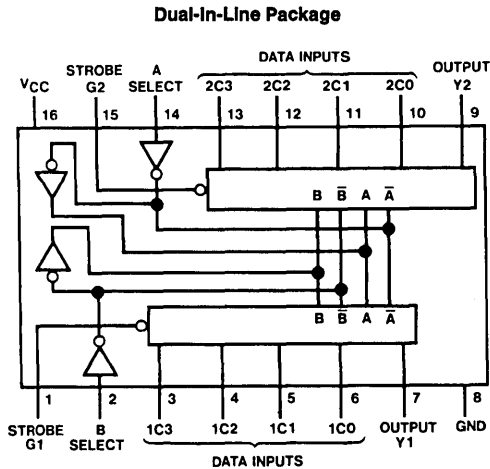 Dual-In-Line Package
DATA INPUTS
STROBE A OUTPUT
VCC G2 SELECT 2C3 2C2 2C1 2C0 Y2
16 15 14 13 12 11 10 9
B B̅ A A̅
B B̅ A A̅
1 2 3 4 5 6 7 8
STROBE B 1C3 1C2 1C1 1C0 OUTPUT GND
G1 SELECT Y1
DATA INPUTS